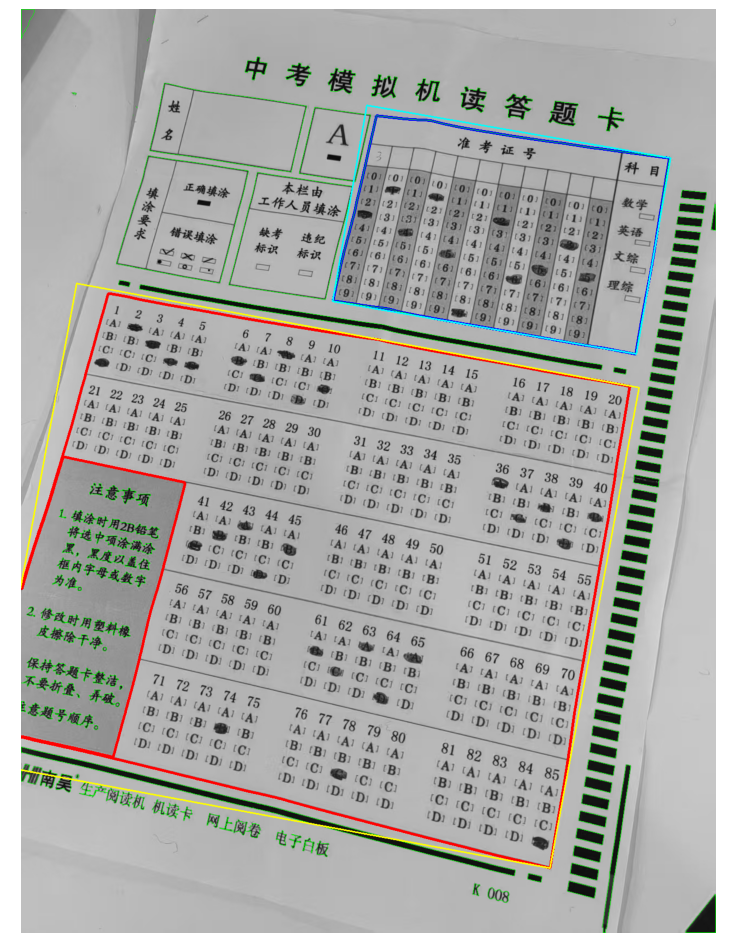 中考模拟机读答题卡
姓名
A
准考证号
科目
3
[0] [0] [0] [0] [0] [0] [0] [0] [0] [0] [0]
[1] [1] [1] [1] [1] [1] [1] [1] [1]
[2] [2] [2] [2] [2] [2] [2] [2] [2] [2]
[3] [3] [3] [3] [3] [3] [3] [3] [3]
[4] [4] [4] [4] [4] [4] [4] [4] [4] [4]
[5] [5] [5] [5] [5] [5] [5] [5] [5]
[6] [6] [6] [6] [6] [6] [6] [6] [6] [6]
[7] [7] [7] [7] [7] [7] [7] [7] [7] [7]
[8] [8] [8] [8] [8] [8] [8] [8] [8] [8] [8]
[9] [9] [9] [9] [9] [9] [9] [9] [9] [9]
数学
英语
文综
理综
填涂要求
正确填涂
错误填涂
本栏由
工作人员填涂
缺考 违纪
标识 标识
1 2 3 4 5
[A] [A] [A] [A]
[B] [B] [B] [B]
[C] [C] [C]
[D] [D] [D] [D]
6 7 8 9 10
[A] [A] [A] [A]
[B] [B] [B] [B]
[C] [C] [C]
[D] [D] [D] [D]
11 12 13 14 15
[A] [A] [A] [A] [A]
[B] [B] [B] [B] [B]
[C] [C] [C] [C] [C]
[D] [D] [D] [D] [D]
16 17 18 19 20
[A] [A] [A] [A] [A]
[B] [B] [B] [B] [B]
[C] [C] [C] [C] [C]
[D] [D] [D] [D] [D]
21 22 23 24 25
[A] [A] [A] [A] [A]
[B] [B] [B] [B] [B]
[C] [C] [C] [C] [C]
[D] [D] [D] [D] [D]
26 27 28 29 30
[A] [A] [A] [A] [A]
[B] [B] [B] [B] [B]
[C] [C] [C] [C] [C]
[D] [D] [D] [D] [D]
31 32 33 34 35
[A] [A] [A] [A] [A]
[B] [B] [B] [B] [B]
[C] [C] [C] [C] [C]
[D] [D] [D] [D] [D]
36 37 38 39 40
[A] [A] [A] [A]
[B] [B] [B]
[C] [C] [C] [C]
[D] [D] [D] [D]
注意事项
1. 填涂时用2B铅笔
将选中项涂满涂
黑，黑度以盖住
框内字母或数字
为准。
2. 修改时用塑料橡
皮擦除干净。
保持答题卡整洁，
不要折叠、弄破。
注意题号顺序。
41 42 43 44 45
[A] [A] [A] [A]
[B] [B] [B]
[C] [C] [C] [C]
[D] [D] [D] [D]
46 47 48 49 50
[A] [A] [A] [A] [A]
[B] [B] [B] [B] [B]
[C] [C] [C] [C] [C]
[D] [D] [D] [D] [D]
51 52 53 54 55
[A] [A] [A] [A] [A]
[B] [B] [B] [B] [B]
[C] [C] [C] [C] [C]
[D] [D] [D] [D] [D]
56 57 58 59 60
[A] [A] [A] [A] [A]
[B] [B] [B] [B] [B]
[C] [C] [C] [C] [C]
[D] [D] [D] [D] [D]
61 62 63 64 65
[A] [A] [A]
[B] [B] [B] [B]
[C] [C] [C] [C]
[D] [D] [D] [D]
66 67 68 69 70
[A] [A] [A] [A] [A]
[B] [B] [B] [B] [B]
[C] [C] [C] [C] [C]
[D] [D] [D] [D] [D]
71 72 73 74 75
[A] [A] [A] [A] [A]
[B] [B] [B] [B]
[C] [C] [C] [C] [C]
[D] [D] [D] [D] [D]
76 77 78 79 80
[A] [A] [A] [A] [A]
[B] [B] [B] [B] [B]
[C] [C] [C] [C]
[D] [D] [D] [D] [D]
81 82 83 84 85
[A] [A] [A] [A] [A]
[B] [B] [B] [B] [B]
[C] [C] [C] [C] [C]
[D] [D] [D] [D]
南昊 生产阅读机 机读卡 网上阅卷 电子白板
K 008